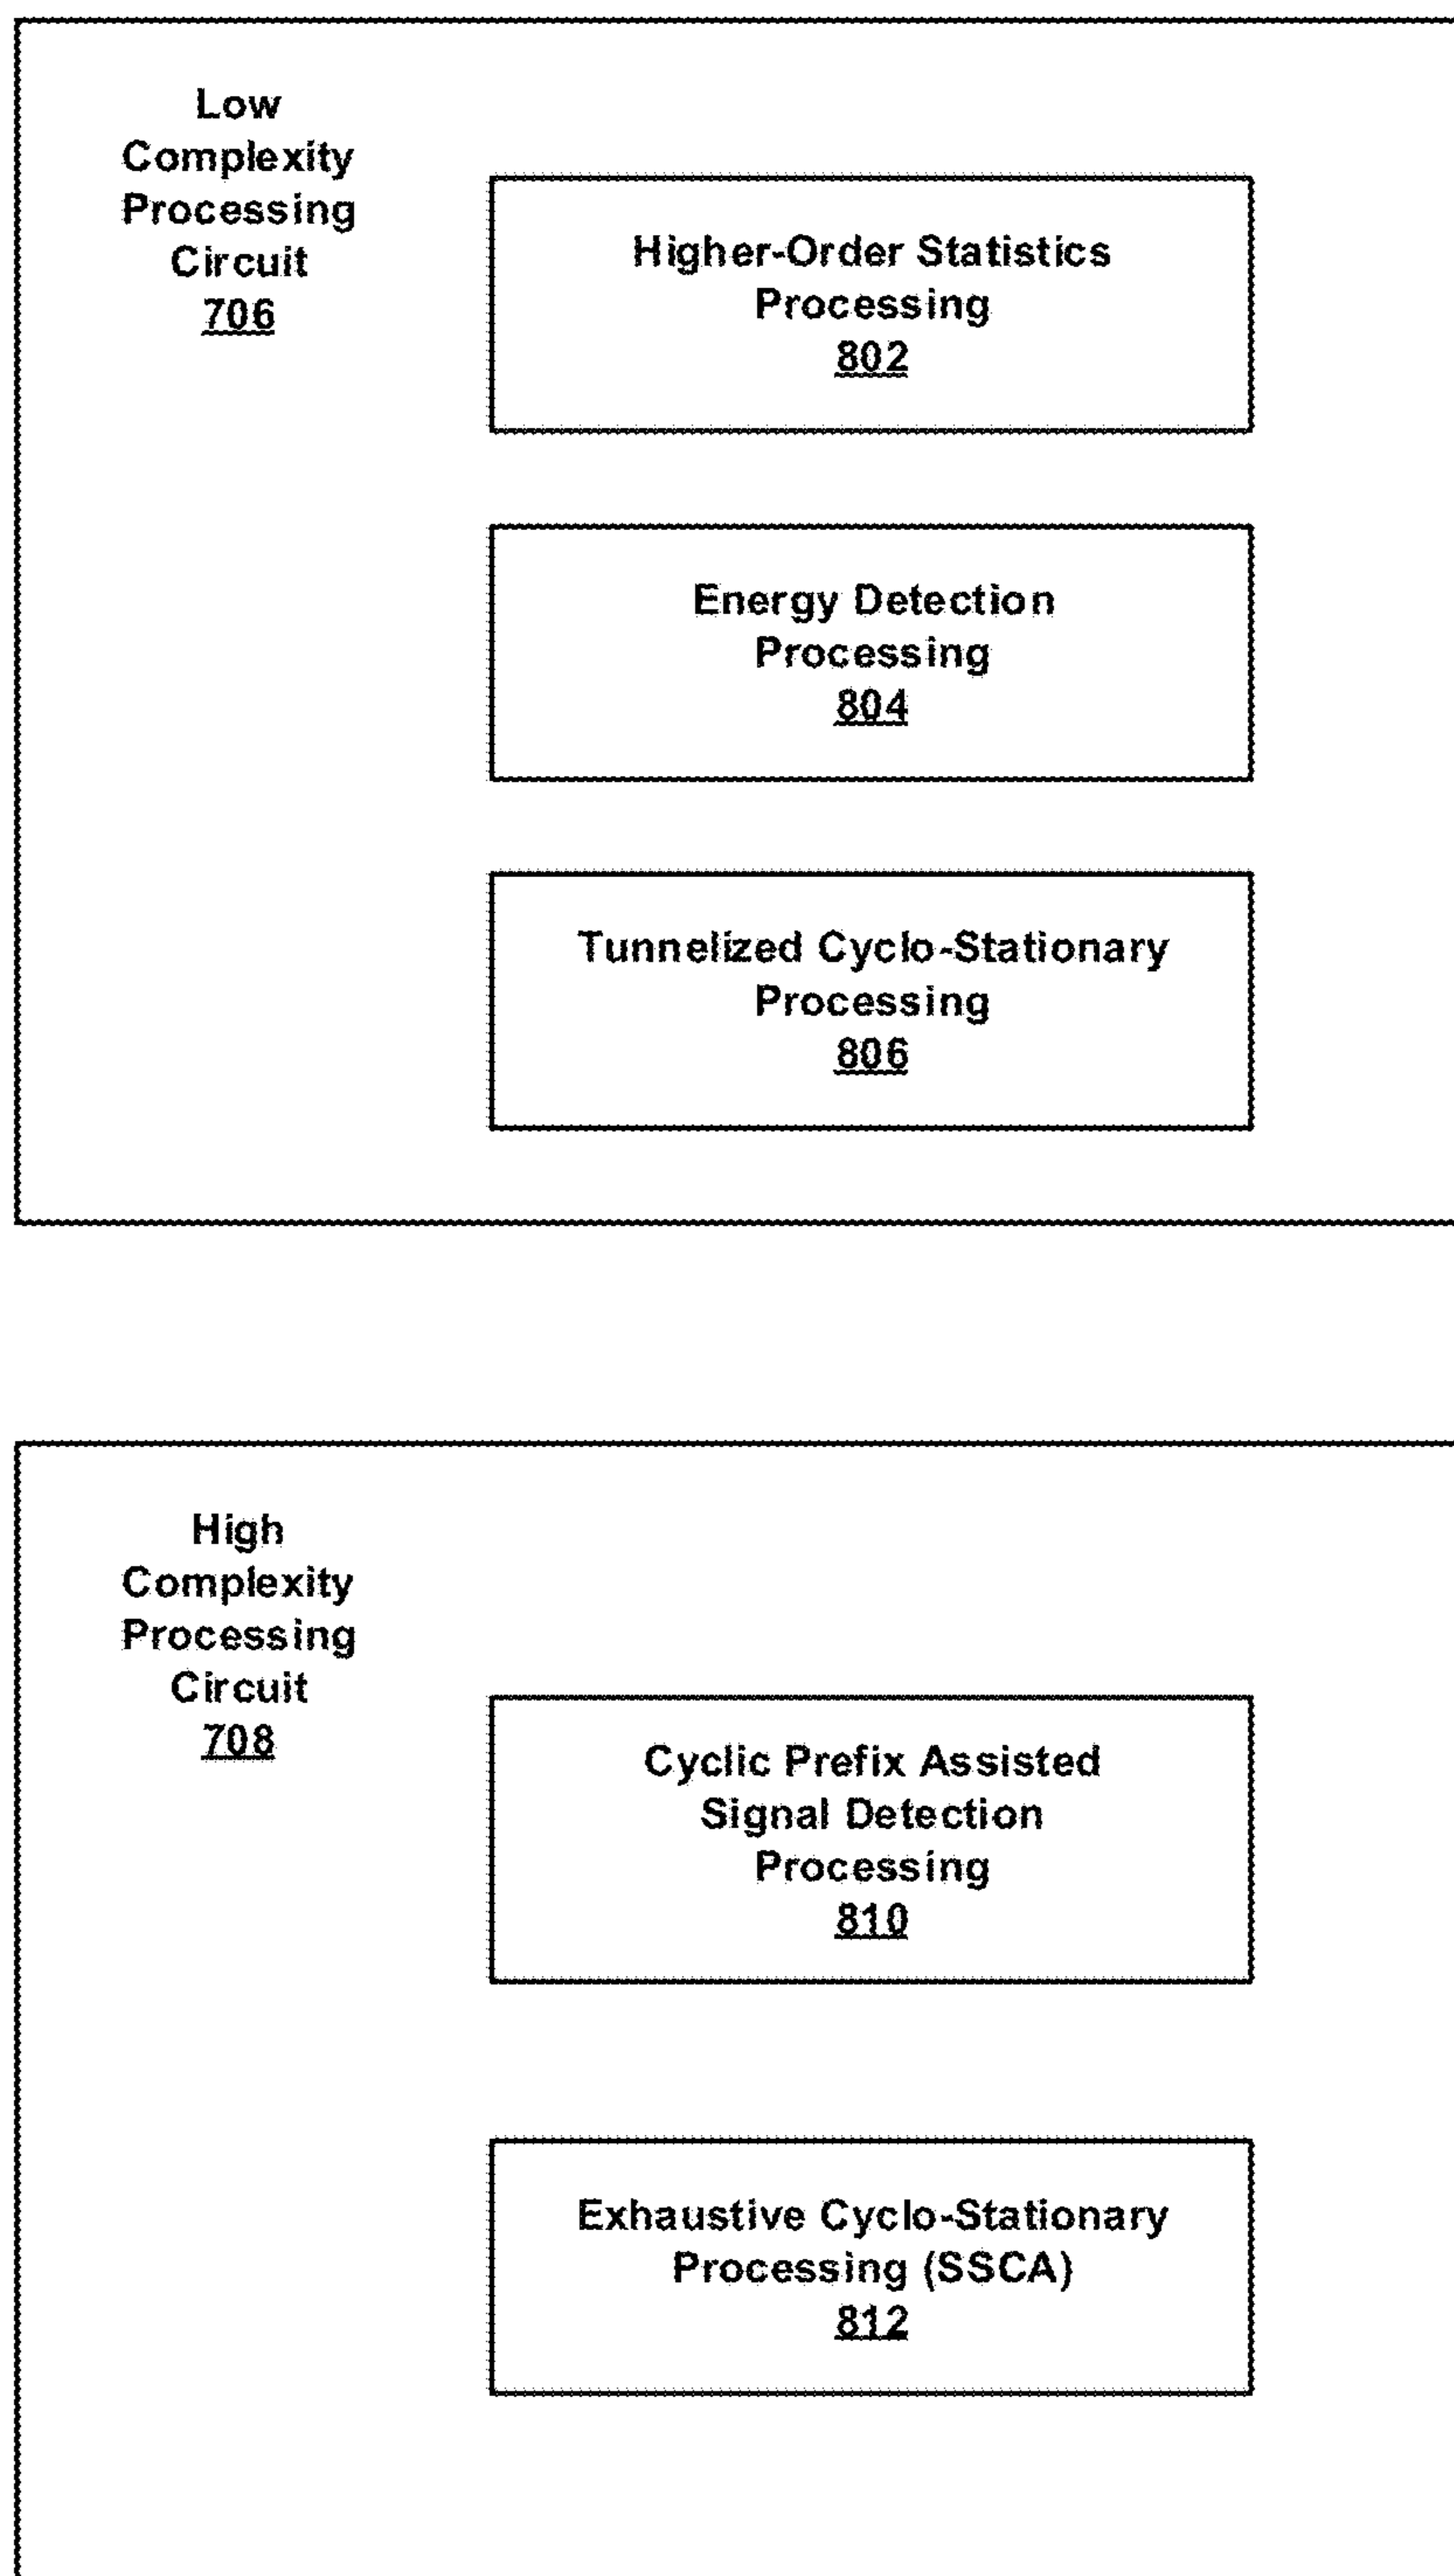 Low
Complexity
Processing
Circuit
706
Higher-Order Statistics
Processing
802
Energy Detection
Processing
804
Tunnelized Cyclo-Stationary
Processing
806
High
Complexity
Processing
Circuit
708
Cyclic Prefix Assisted
Signal Detection
Processing
810
Exhaustive Cyclo-Stationary
Processing (SSCA)
812